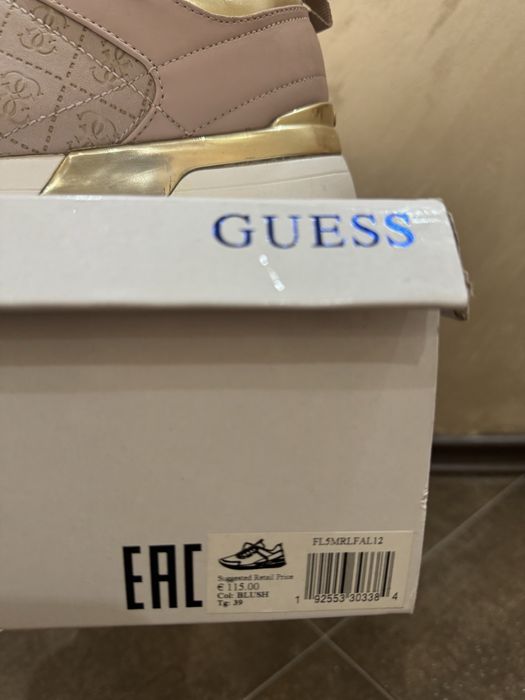 GUESS
EAC
FL5MRLFAL12
Suggested Retail Price
€ 115.00
Col: BLUSH
Tg: 39
1 92553 30338 4